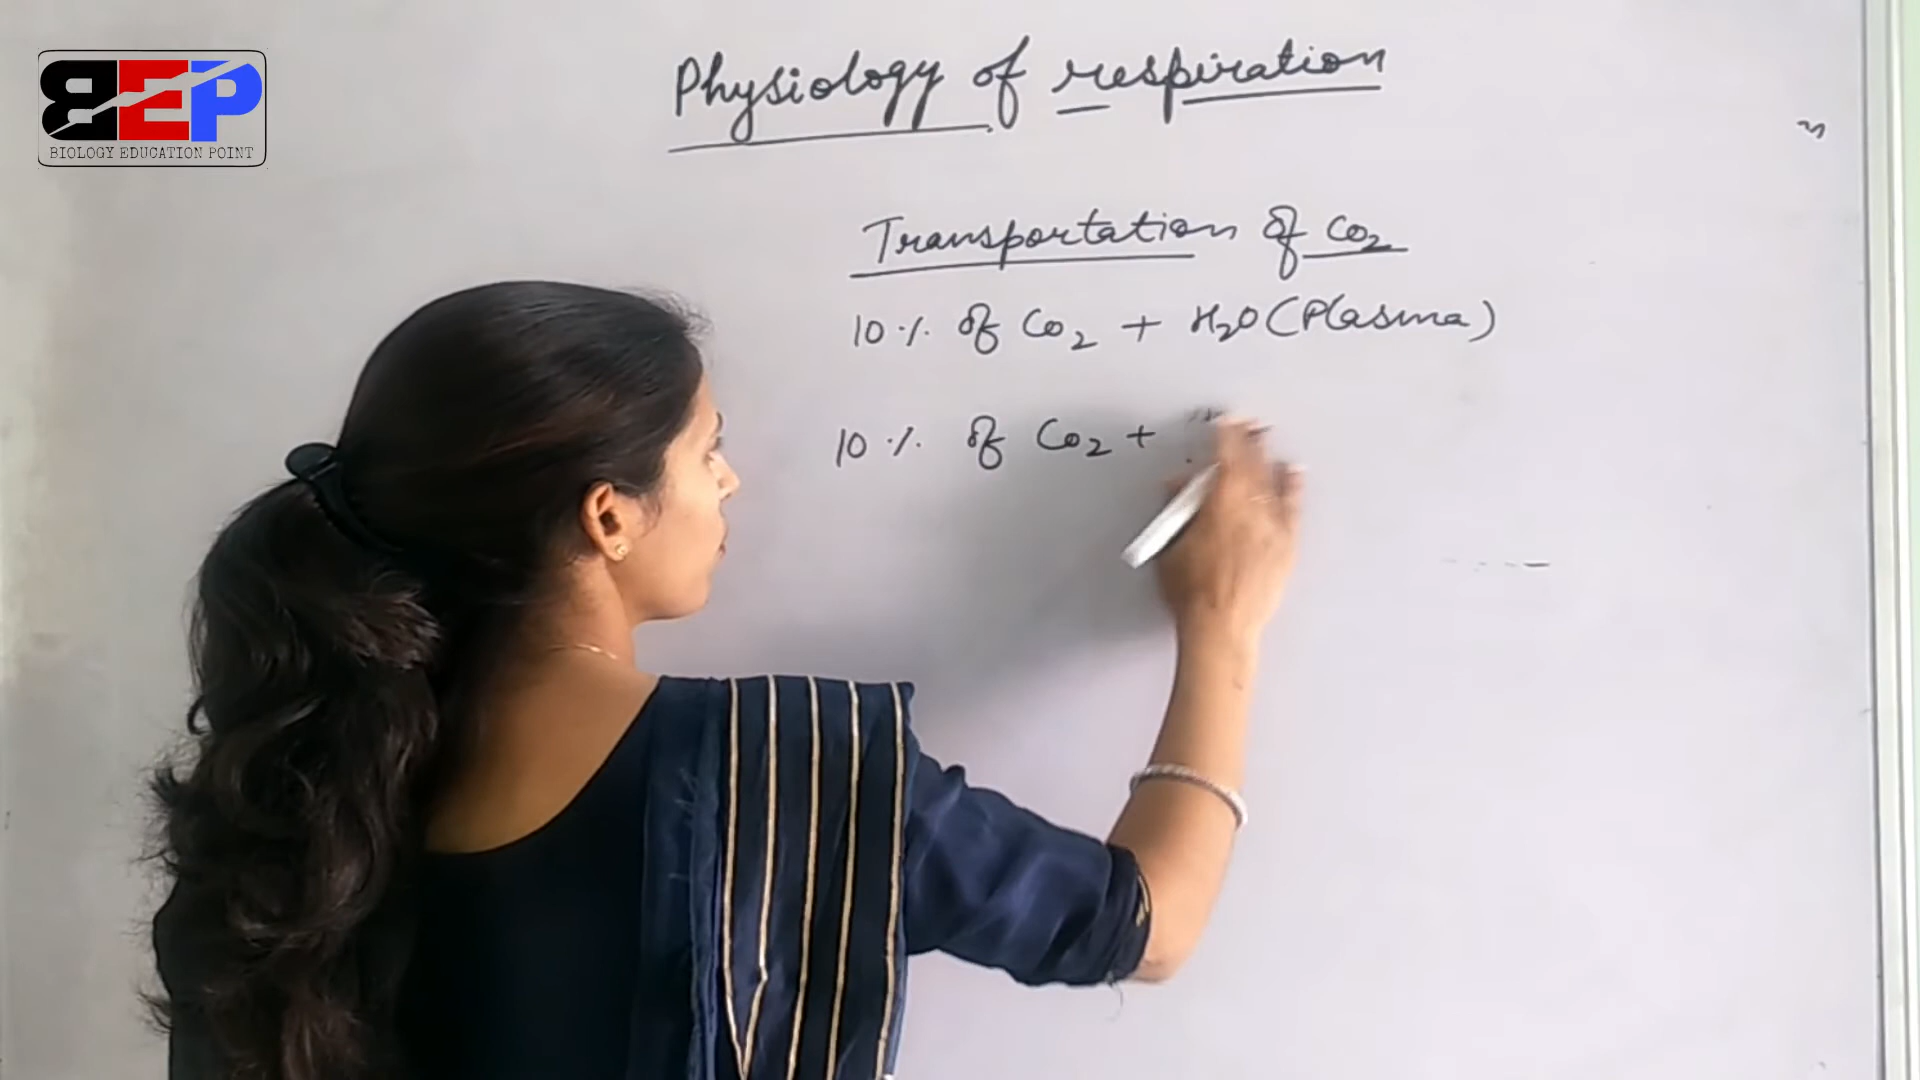 BEP
BIOLOGY EDUCATION POINT
Physiology of respiration
Transportation of CO2
10% of CO2 + H2O (Plasma)
10% of CO2 +